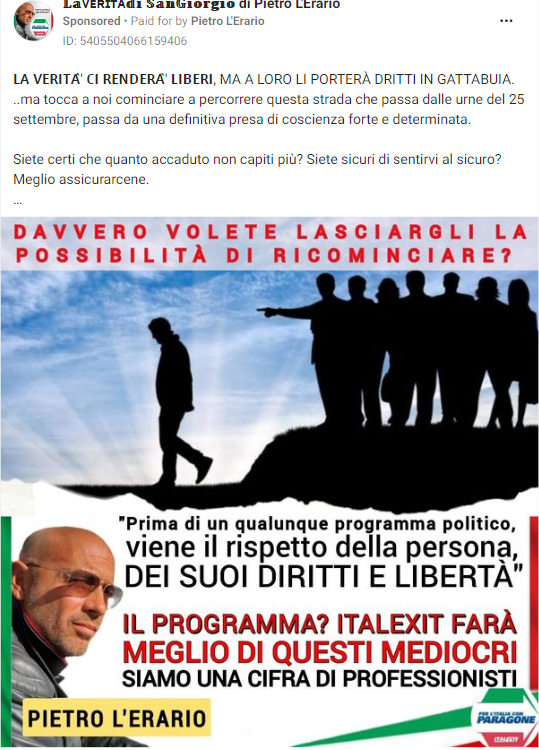 LaVERITAdi SanGiorgio di Pietro L'Erario
Sponsored • Paid for by Pietro L'Erario
ID: 5405504066159406
LA VERITA' CI RENDERA' LIBERI, MA A LORO LI PORTERÀ DRITTI IN GATTABUIA.
..ma tocca a noi cominciare a percorrere questa strada che passa dalle urne del 25
settembre, passa da una definitiva presa di coscienza forte e determinata.
Siete certi che quanto accaduto non capiti più? Siete sicuri di sentirvi al sicuro?
Meglio assicurarcene.
...
DAVVERO VOLETE LASCIARGLI LA
POSSIBILITÀ DI RICOMINCIARE?
"Prima di un qualunque programma politico,
viene il rispetto della persona,
DEI SUOI DIRITTI E LIBERTÀ"
IL PROGRAMMA? ITALEXIT FARÀ
MEGLIO DI QUESTI MEDIOCRI
SIAMO UNA CIFRA DI PROFESSIONISTI
PIETRO L'ERARIO
PER L'ITALIA CON
PARAGONE
ITALEXIT